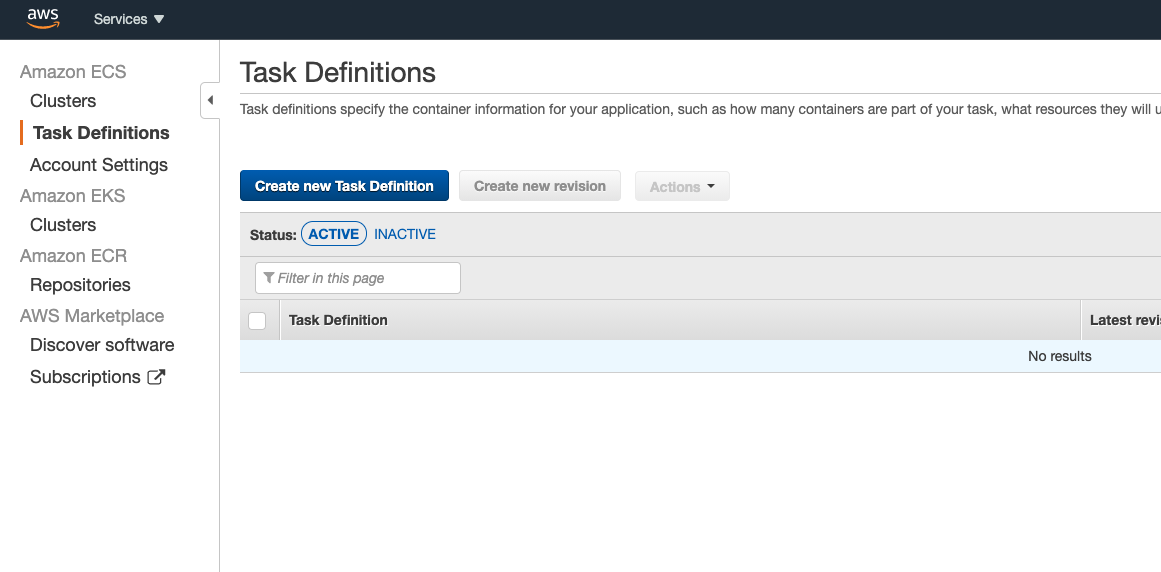 aws
Services
Amazon ECS
Clusters
Task Definitions
Account Settings
Amazon EKS
Clusters
Amazon ECR
Repositories
AWS Marketplace
Discover software
Subscriptions
Task Definitions
Task definitions specify the container information for your application, such as how many containers are part of your task, what resources they will u
Create new Task Definition Create new revision Actions
Status: ACTIVE INACTIVE
Filter in this page
Task Definition Latest revis
No results